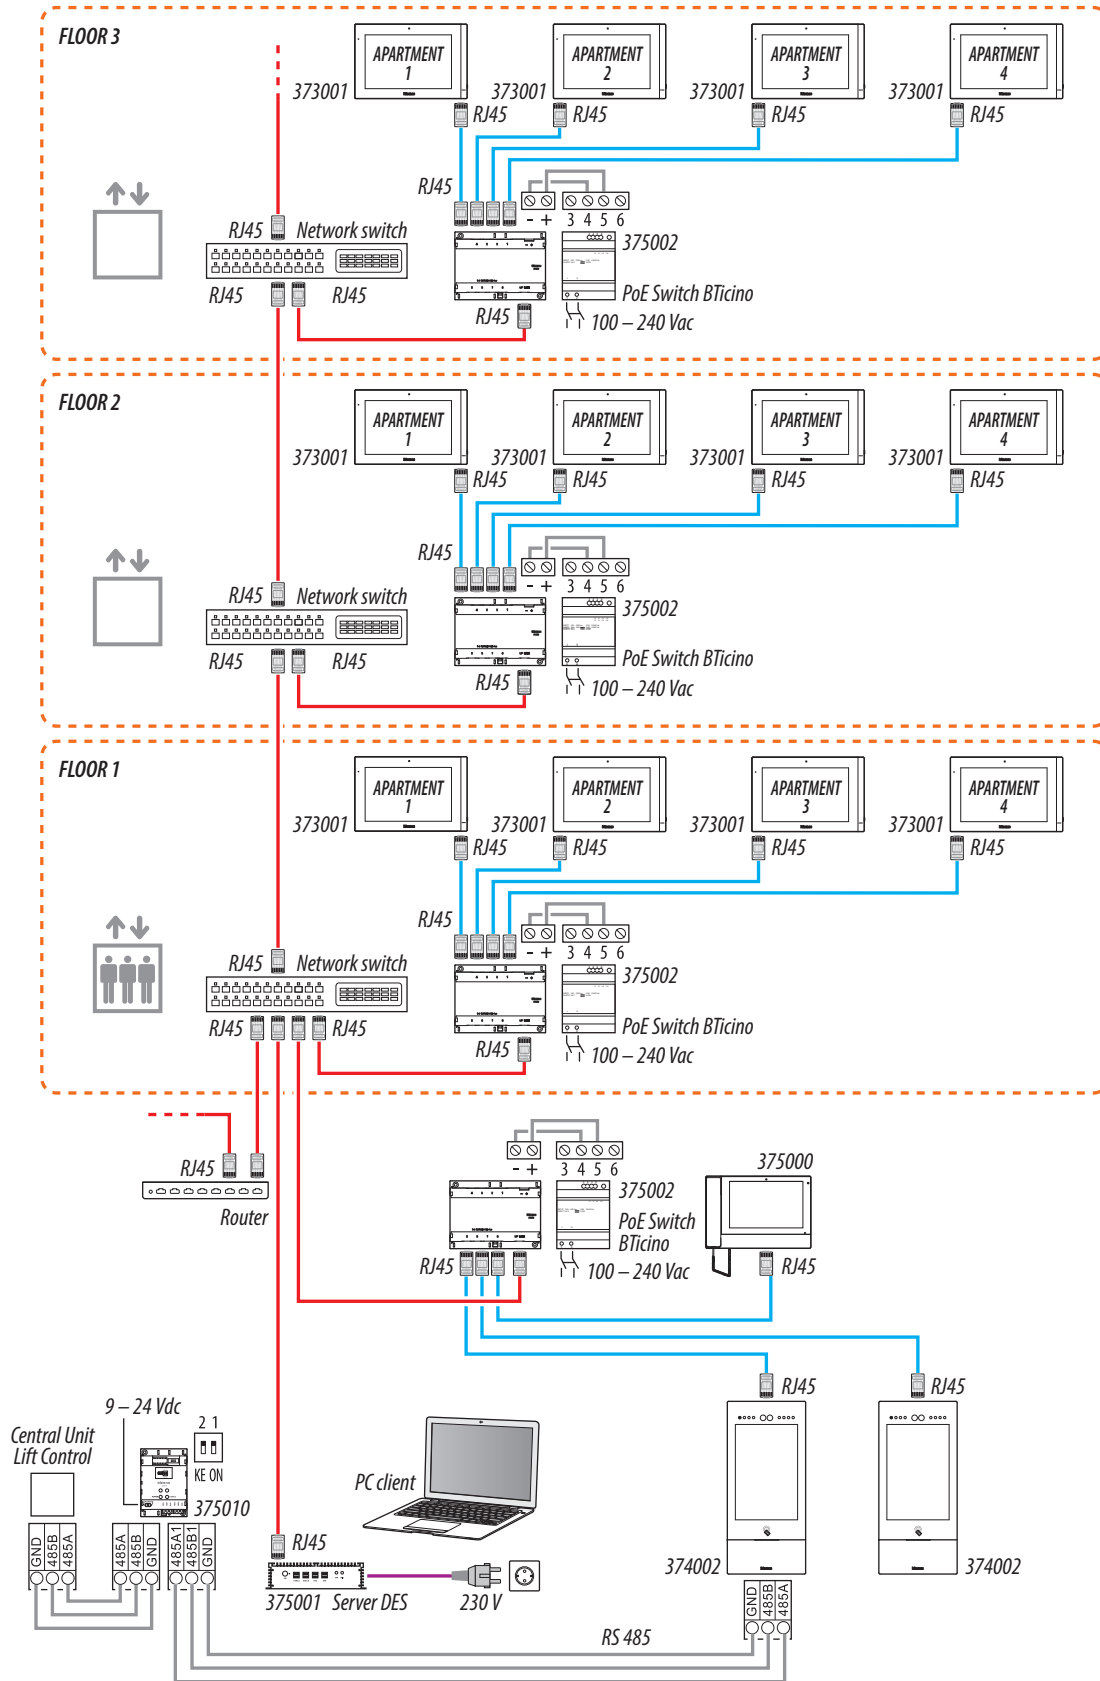 FLOOR 3
APARTMENT
1
APARTMENT
2
APARTMENT
3
APARTMENT
4
373001
373001
373001
373001
RJ45
RJ45
RJ45
RJ45
RJ45
- + 3 4 5 6
RJ45
Network switch
375002
RJ45
RJ45
PoE Switch BTicino
RJ45
100 – 240 Vac
FLOOR 2
APARTMENT
1
APARTMENT
2
APARTMENT
3
APARTMENT
4
373001
373001
373001
373001
RJ45
RJ45
RJ45
RJ45
RJ45
- + 3 4 5 6
RJ45
Network switch
375002
RJ45
RJ45
PoE Switch BTicino
RJ45
100 – 240 Vac
FLOOR 1
APARTMENT
1
APARTMENT
2
APARTMENT
3
APARTMENT
4
373001
373001
373001
373001
RJ45
RJ45
RJ45
RJ45
RJ45
- + 3 4 5 6
RJ45
Network switch
375002
RJ45
RJ45
PoE Switch BTicino
RJ45
100 – 240 Vac
RJ45
Router
- + 3 4 5 6
375002
PoE Switch
BTicino
375000
RJ45
100 – 240 Vac
RJ45
RJ45
RJ45
9 – 24 Vdc
2 1
KE ON
Central Unit
Lift Control
375010
PC client
GND
485B
485A
485A
485B
GND
485A1
485B1
GND
RJ45
375001 Server DES
230 V
374002
374002
GND
485B
485A
RS 485